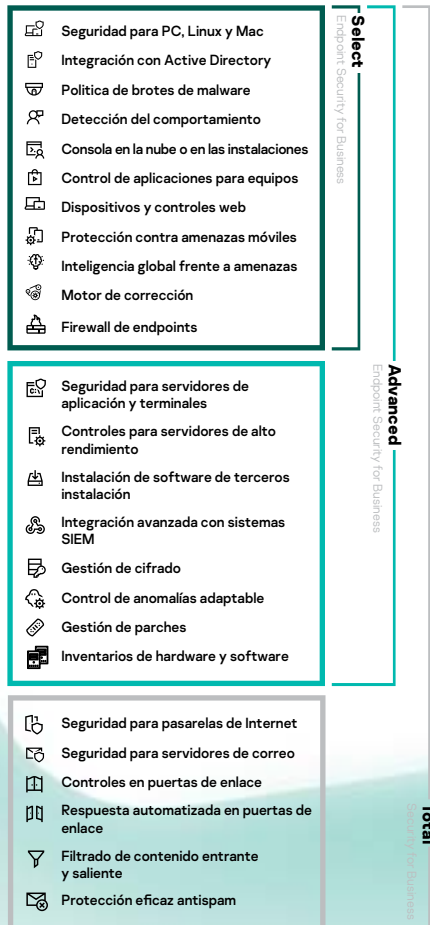 Seguridad para PC, Linux y Mac
Integración con Active Directory
Politica de brotes de malware
Detección del comportamiento
Consola en la nube o en las instalaciones
Control de aplicaciones para equipos
Dispositivos y controles web
Protección contra amenazas móviles
Inteligencia global frente a amenazas
Motor de corrección
Firewall de endpoints
Select
Endpoint Security for Business
Seguridad para servidores de
aplicación y terminales
Controles para servidores de alto
rendimiento
Instalación de software de terceros
instalación
Integración avanzada con sistemas
SIEM
Gestión de cifrado
Control de anomalías adaptable
Gestión de parches
Inventarios de hardware y software
Advanced
Endpoint Security for Business
Seguridad para pasarelas de Internet
Seguridad para servidores de correo
Controles en puertas de enlace
Respuesta automatizada en puertas de
enlace
Filtrado de contenido entrante
y saliente
Protección eficaz antispam
Total
Security for Business